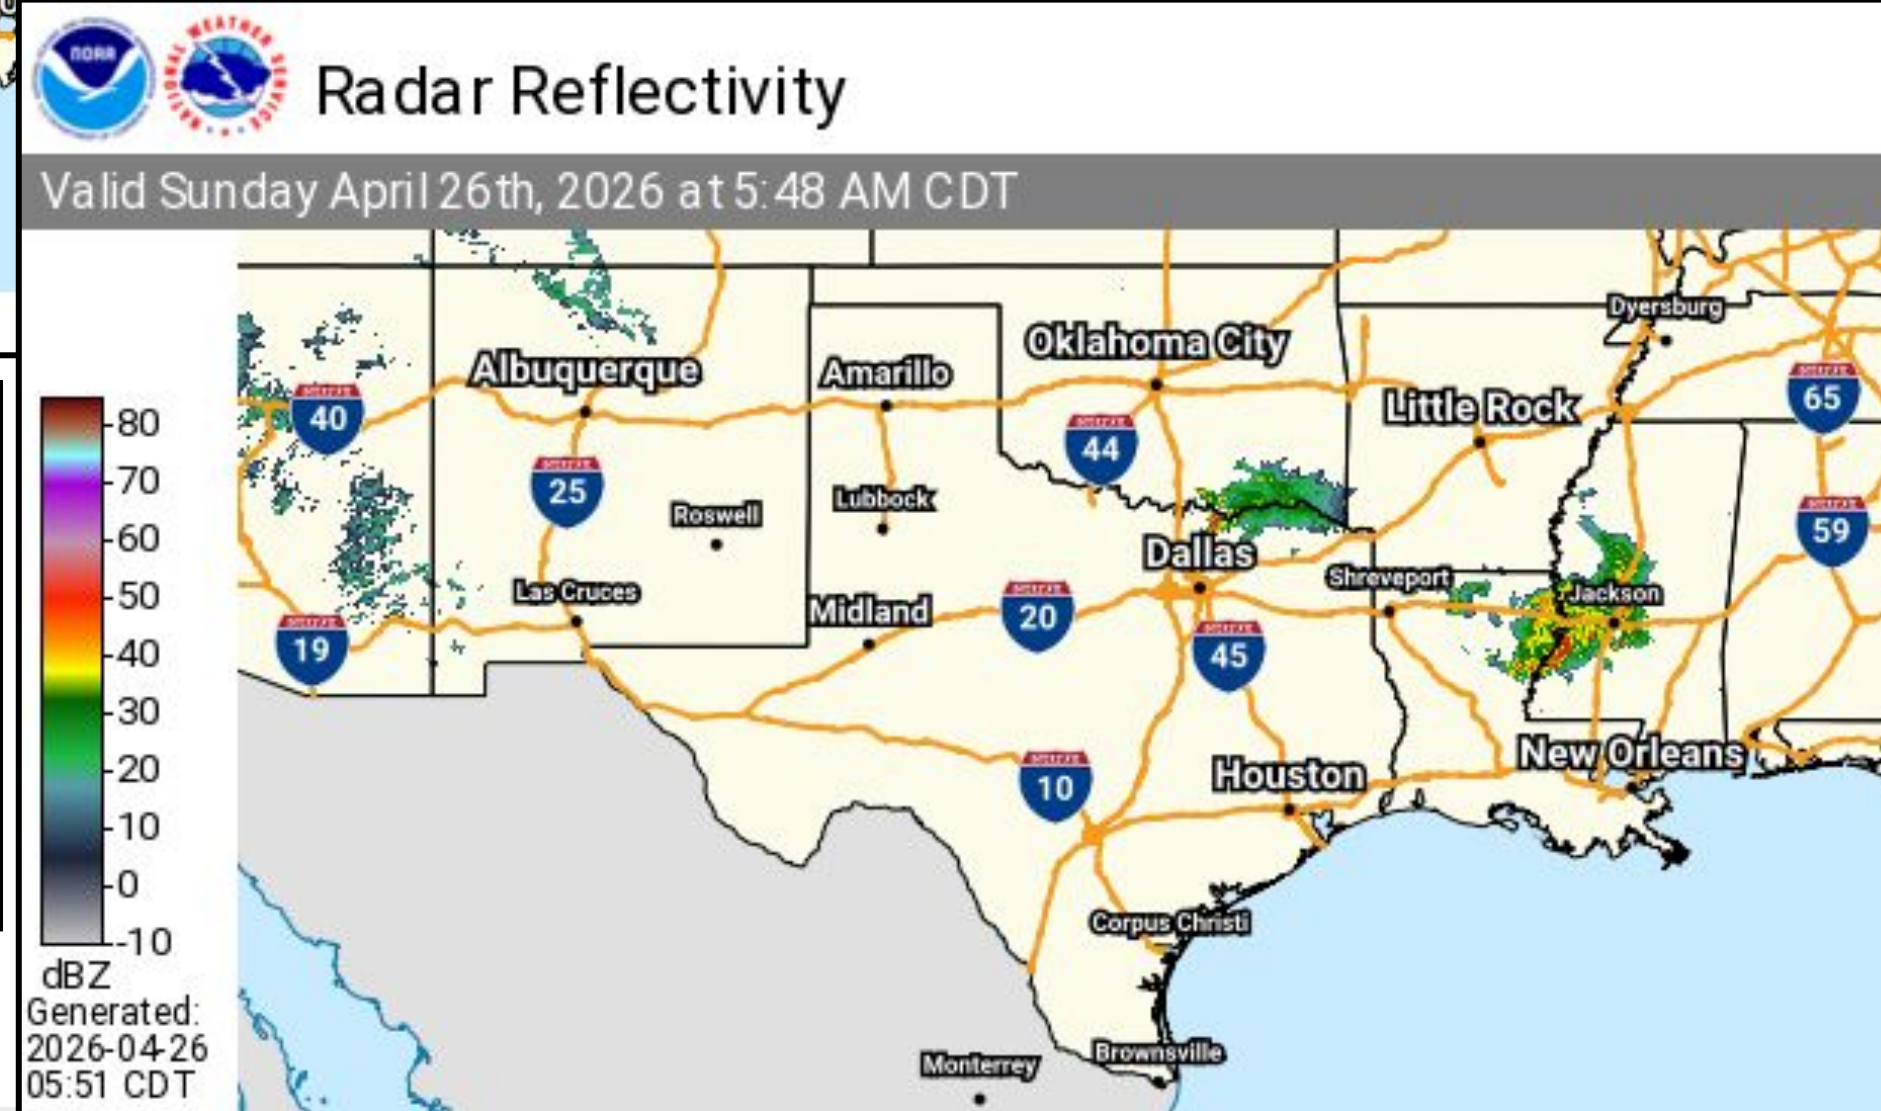 NOAA
NATIONAL WEATHER SERVICE
Radar Reflectivity
Valid Sunday April 26th, 2026 at 5:48 AM CDT
Dyersburg
Oklahoma City
Albuquerque
Amarillo
40
65
Little Rock
44
80
70
25
Lubbock
Roswell
59
60
Dallas
Shreveport
Jackson
50
Las Cruces
Midland
20
19
45
40
30
New Orleans
20
Houston
10
10
0
Corpus Christi
-10
dBZ
Generated:
2026-04-26
05:51 CDT
Brownsville
Monterrey